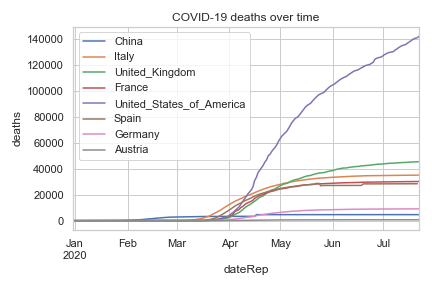 COVID-19 deaths over time
140000
120000
100000
80000
60000
40000
20000
0
deaths
China
Italy
United_Kingdom
France
United_States_of_America
Spain
Germany
Austria
Jan Feb Mar Apr May Jun Jul
2020
dateRep